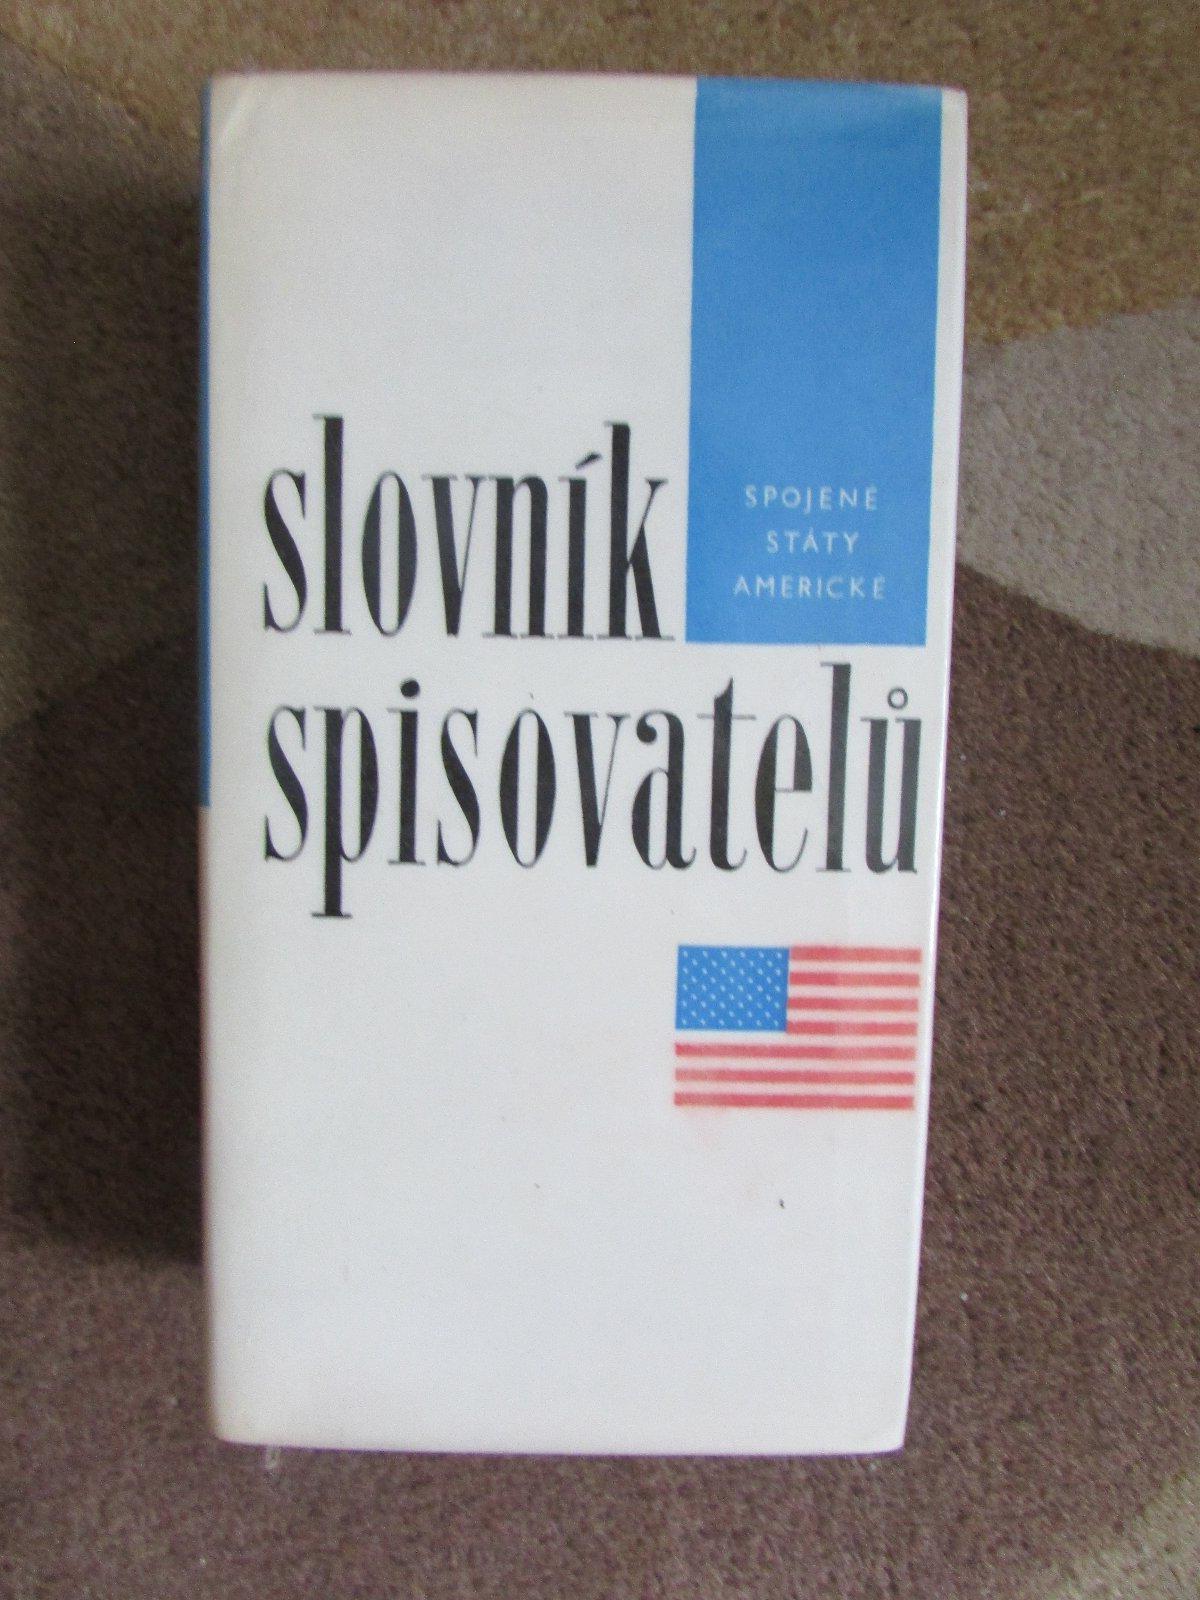 SPOJENÉ
STÁTY
AMERICKÉ
slovník
spisovatelů